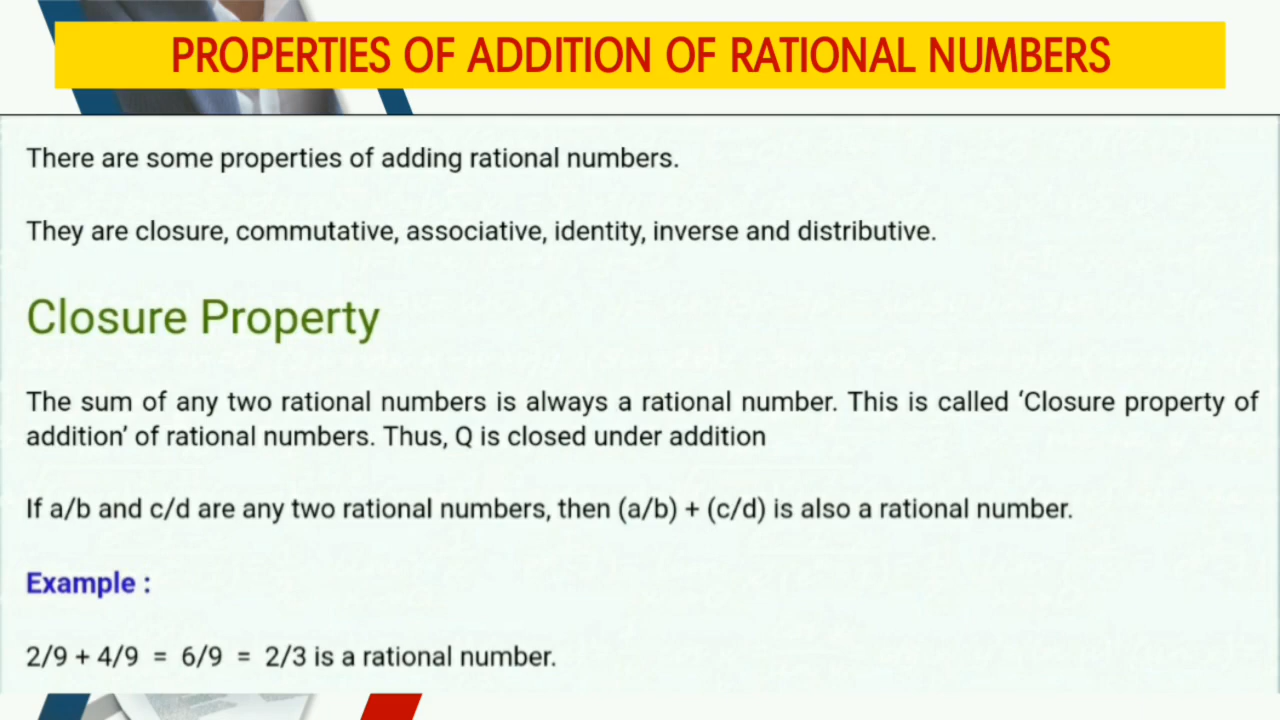 PROPERTIES OF ADDITION OF RATIONAL NUMBERS
There are some properties of adding rational numbers.
They are closure, commutative, associative, identity, inverse and distributive.
Closure Property
The sum of any two rational numbers is always a rational number. This is called ‘Closure property of
addition’ of rational numbers. Thus, Q is closed under addition
If a/b and c/d are any two rational numbers, then (a/b) + (c/d) is also a rational number.
Example :
2/9 + 4/9 = 6/9 = 2/3 is a rational number.